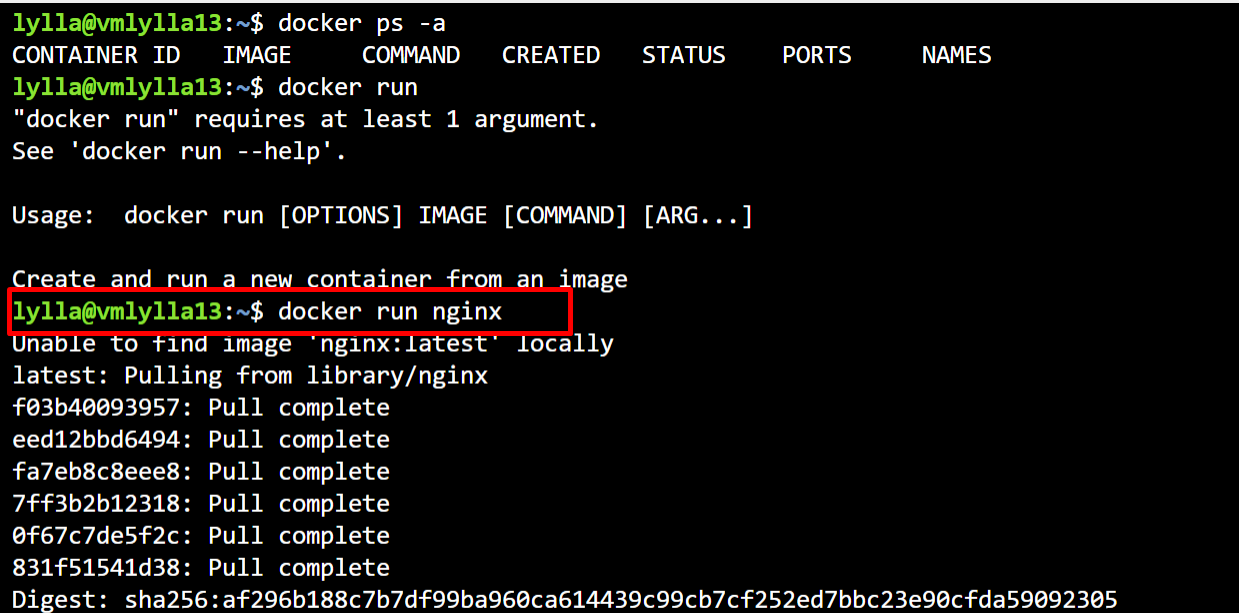 lylla@vmlylla13:~$ docker ps -a
CONTAINER ID   IMAGE     COMMAND   CREATED   STATUS    PORTS     NAMES
lylla@vmlylla13:~$ docker run
"docker run" requires at least 1 argument.
See 'docker run --help'.
Usage:  docker run [OPTIONS] IMAGE [COMMAND] [ARG...]
Create and run a new container from an image
lylla@vmlylla13:~$ docker run nginx
Unable to find image 'nginx:latest' locally
latest: Pulling from library/nginx
f03b40093957: Pull complete
eed12bbd6494: Pull complete
fa7eb8c8eee8: Pull complete
7ff3b2b12318: Pull complete
0f67c7de5f2c: Pull complete
831f51541d38: Pull complete
Digest: sha256:af296b188c7b7df99ba960ca614439c99cb7cf252ed7bbc23e90cfda59092305